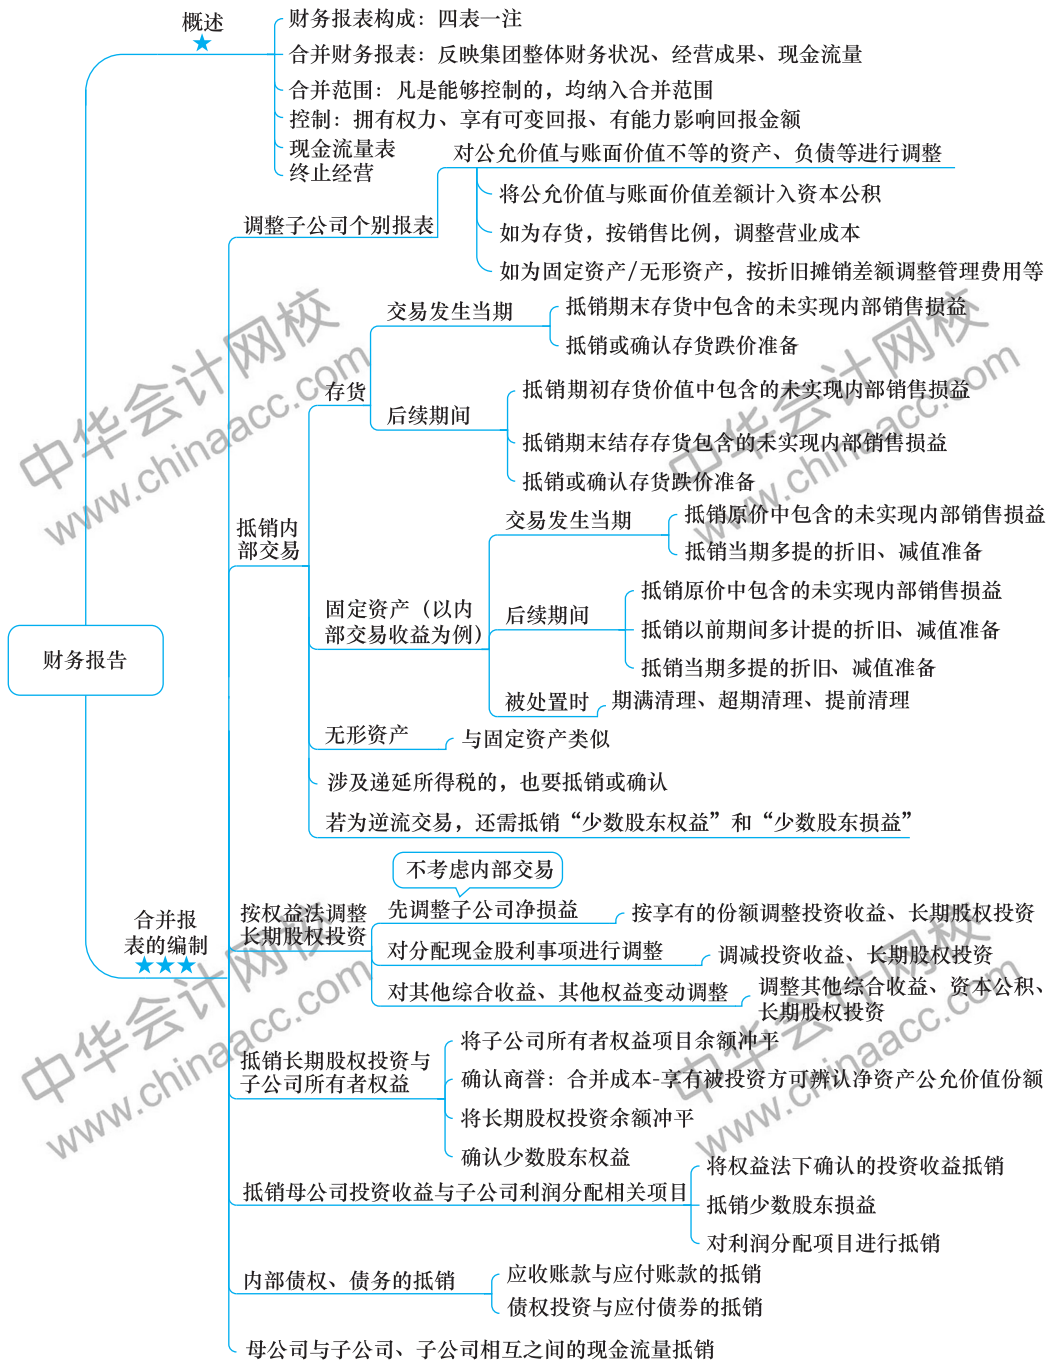 概述
财务报表构成：四表一注
合并财务报表：反映集团整体财务状况、经营成果、现金流量
合并范围：凡是能够控制的，均纳入合并范围
控制：拥有权力、享有可变回报、有能力影响回报金额
现金流量表
终止经营
对公允价值与账面价值不等的资产、负债等进行调整
将公允价值与账面价值差额计入资本公积
调整子公司个别报表
如为存货，按销售比例，调整营业成本
如为固定资产/无形资产，按折旧摊销差额调整管理费用等
交易发生当期
抵销期末存货中包含的未实现内部销售损益
抵销或确认存货跌价准备
存货
后续期间
抵销期初存货价值中包含的未实现内部销售损益
抵销期末结存存货包含的未实现内部销售损益
抵销或确认存货跌价准备
抵销内
部交易
交易发生当期
抵销原价中包含的未实现内部销售损益
抵销当期多提的折旧、减值准备
固定资产（以内
部交易收益为例）
后续期间
抵销原价中包含的未实现内部销售损益
抵销以前期间多计提的折旧、减值准备
抵销当期多提的折旧、减值准备
被处置时
期满清理、超期清理、提前清理
财务报告
无形资产
与固定资产类似
涉及递延所得税的，也要抵销或确认
若为逆流交易，还需抵销“少数股东权益”和“少数股东损益”
不考虑内部交易
合并报
表的编制
按权益法调整
长期股权投资
先调整子公司净损益
按享有的份额调整投资收益、长期股权投资
对分配现金股利事项进行调整
调减投资收益、长期股权投资
对其他综合收益、其他权益变动调整
调整其他综合收益、资本公积、
长期股权投资
抵销长期股权投资与
子公司所有者权益
将子公司所有者权益项目余额冲平
确认商誉：合并成本-享有被投资方可辨认净资产公允价值份额
将长期股权投资余额冲平
确认少数股东权益
抵销母公司投资收益与子公司利润分配相关项目
将权益法下确认的投资收益抵销
抵销少数股东损益
对利润分配项目进行抵销
内部债权、债务的抵销
应收账款与应付账款的抵销
债权投资与应付债券的抵销
母公司与子公司、子公司相互之间的现金流量抵销
中华会计网校
www.chinaacc.com
中华会计网校
www.chinaacc.com
中华会计网校
www.chinaacc.com
中华会计网校
www.chinaacc.com